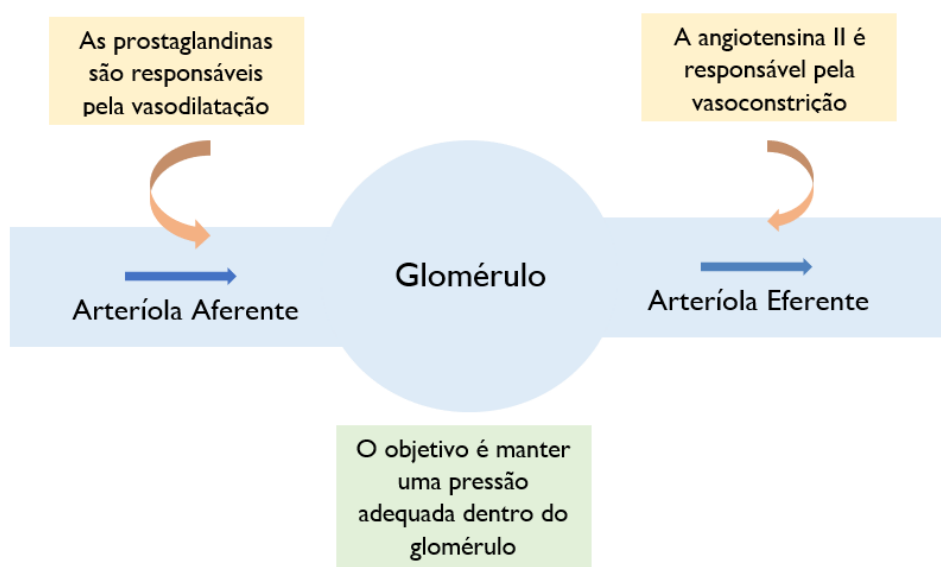 As prostaglandinas
são responsáveis
pela vasodilatação
A angiotensina II é
responsável pela
vasoconstrição
Glomérulo
Arteríola Aferente
Arteríola Eferente
O objetivo é manter
uma pressão
adequada dentro do
glomérulo